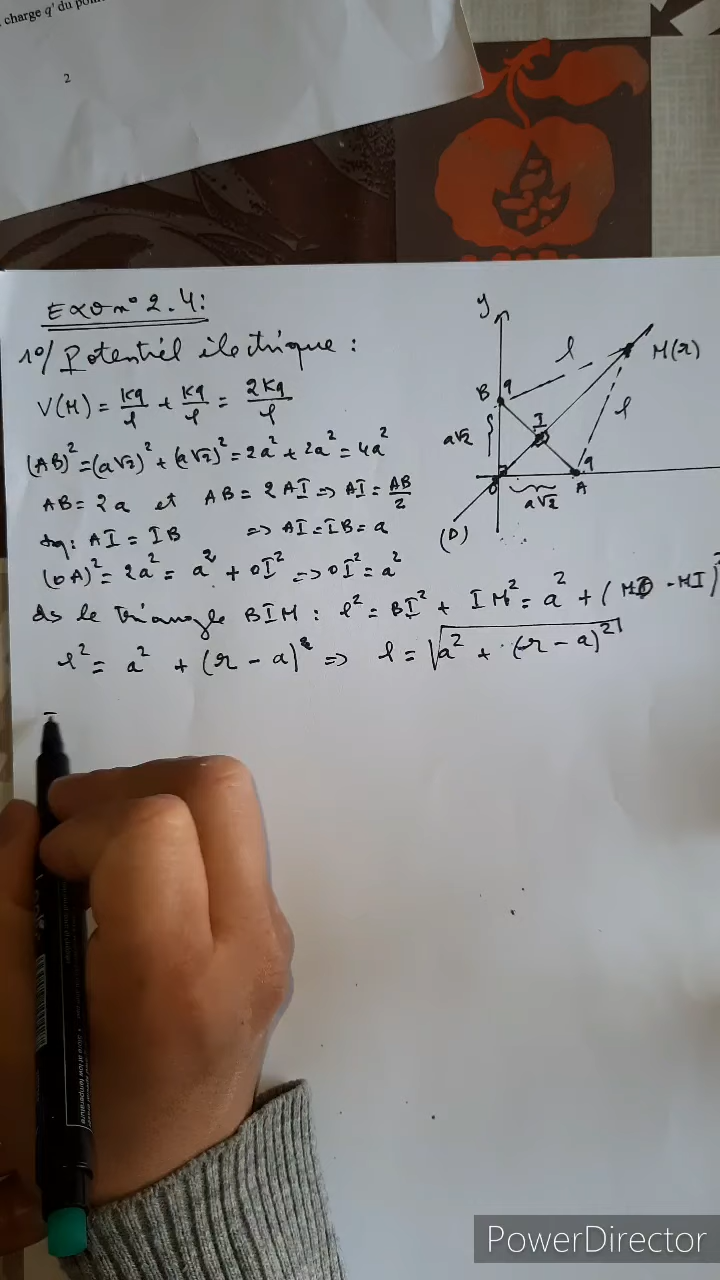 charge q' du
2
EXO n° 2.4:
1°/ Potentiel électrique :
V(M) = kq/l + kq/l = 2kq/l
(AB)² = (a√2)² + (a√2)² = 2a² + 2a² = 4a²
AB = 2a et AB = 2AI => AI = AB/2
dq: AI = IB => AI = IB = a
(OA)² = 2a² = a² + OI² => OI² = a²
ds le triangle BIM : l² = BI² + IM² = a² + (MO - MI)²
l² = a² + (r - a)² => l = √a² + (r - a)²
y
l
M(r)
B q
I
l
a√2
q
O
A
a√2
(D)
PowerDirector